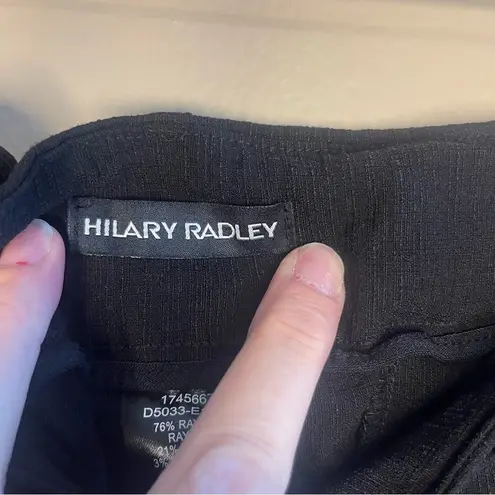 HILARY RADLEY
174566
D5033-E
76% RA
RAY
21%
3%